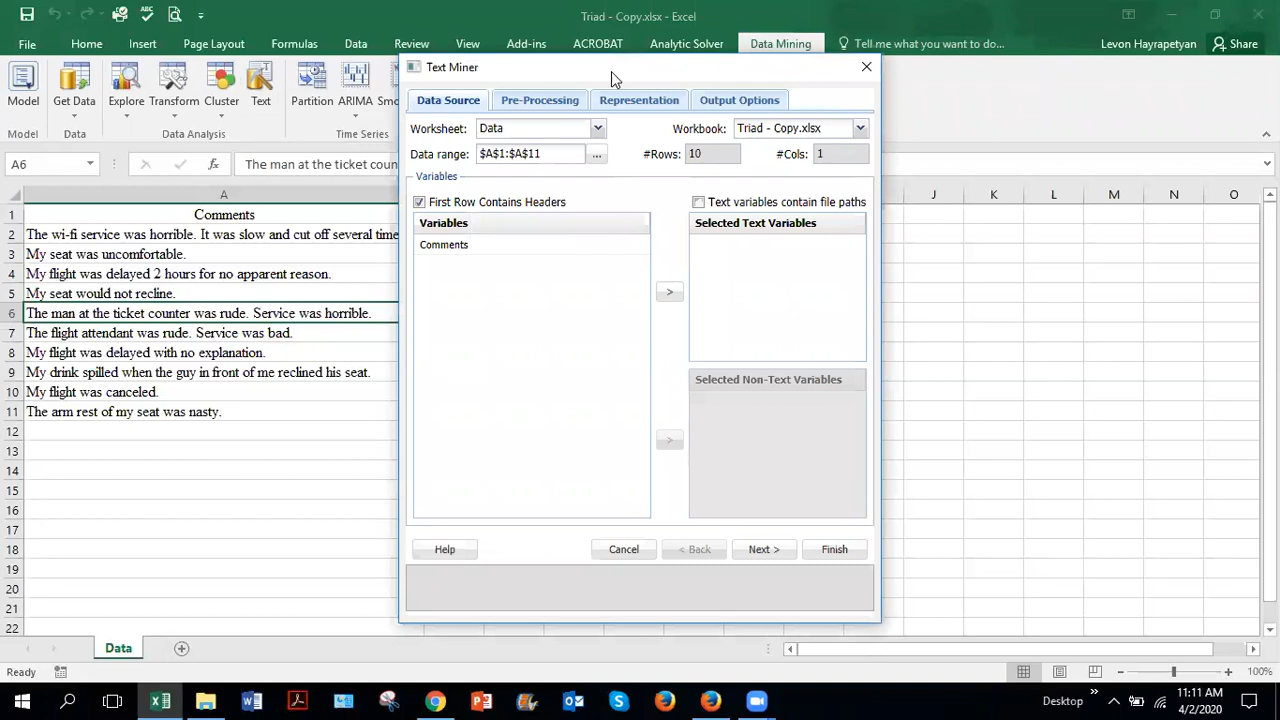 Triad - Copy.xlsx - Excel
File Home Insert Page Layout Formulas Data Review View Add-ins ACROBAT Analytic Solver Data Mining Tell me what you want to do... Levon Hayrapetyan Share
Model Get Data Explore Transform Cluster Text Partition ARIMA Smoothing
Model Data Data Analysis Time Series
A6 The man at the ticket coun
Text Miner
Data Source Pre-Processing Representation Output Options
Worksheet: Data Workbook: Triad - Copy.xlsx
Data range: $A$1:$A$11 ... #Rows: 10 #Cols: 1
Variables
First Row Contains Headers Text variables contain file paths
Variables Selected Text Variables
Comments
>
Selected Non-Text Variables
>
Help Cancel < Back Next > Finish
A J K L M N O
1 Comments
2 The wi-fi service was horrible. It was slow and cut off several time
3 My seat was uncomfortable.
4 My flight was delayed 2 hours for no apparent reason.
5 My seat would not recline.
6 The man at the ticket counter was rude. Service was horrible.
7 The flight attendant was rude. Service was bad.
8 My flight was delayed with no explanation.
9 My drink spilled when the guy in front of me reclined his seat.
10 My flight was canceled.
11 The arm rest of my seat was nasty.
12
13
14
15
16
17
18
19
20
21
22
Data
Ready 100%
Desktop 11:11 AM
4/2/2020